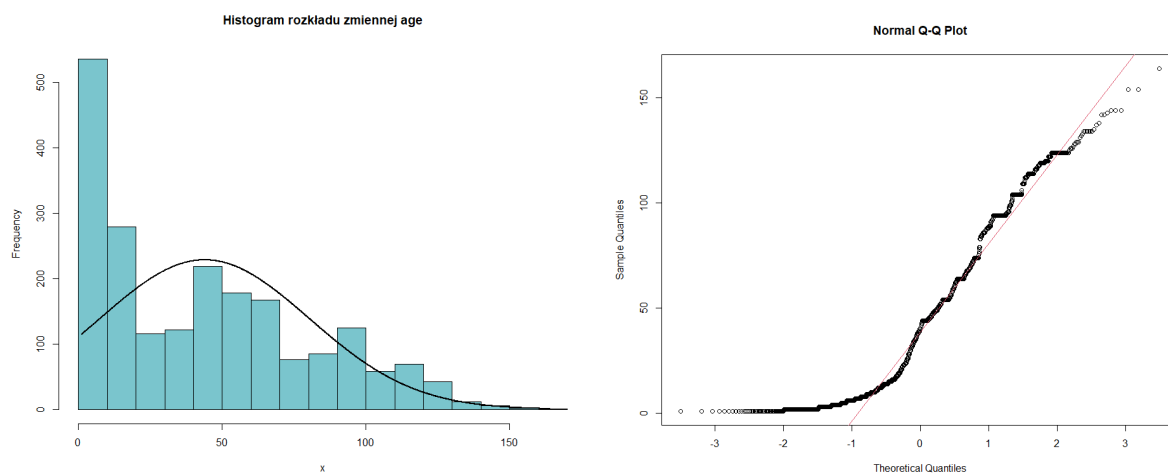 Histogram rozkładu zmiennej age
Frequency
500
400
300
200
100
0
0 50 100 150
x
Normal Q-Q Plot
Sample Quantiles
150
100
50
0
-3 -2 -1 0 1 2 3
Theoretical Quantiles